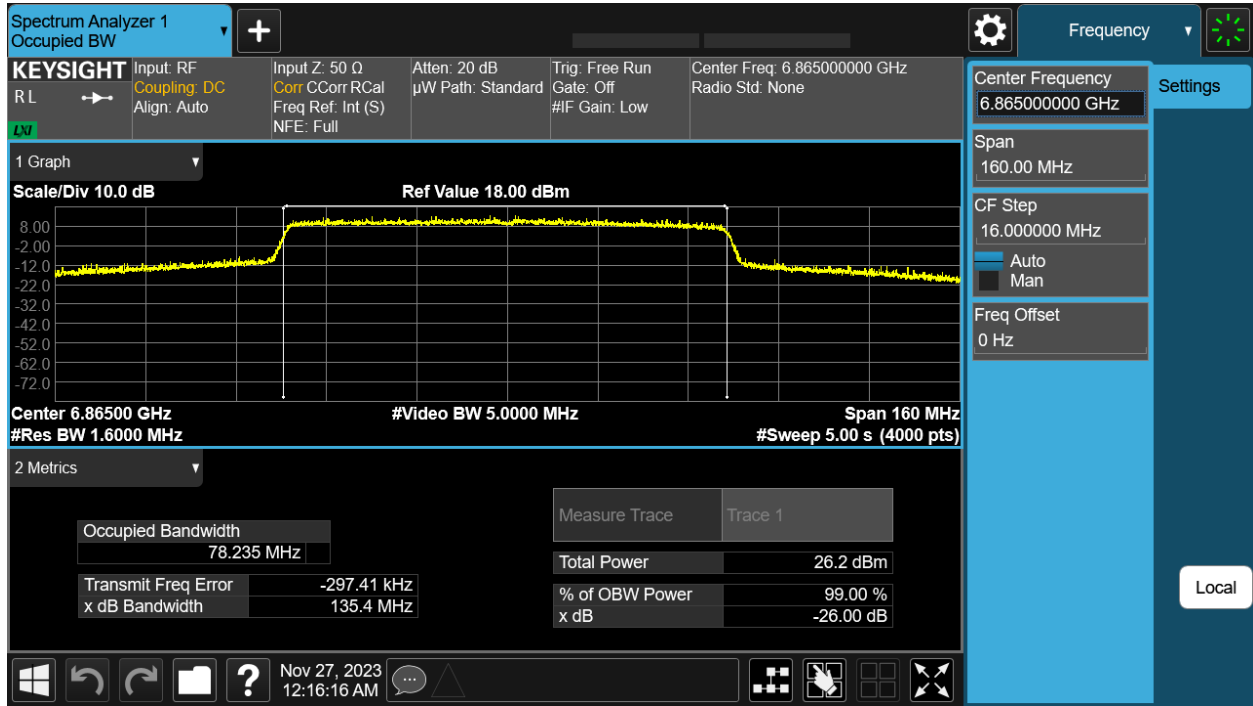 Spectrum Analyzer 1
Occupied BW
+
Frequency
KEYSIGHT
R L
LXI
Input: RF
Coupling: DC
Align: Auto
Input Z: 50 Ω
Corr CCorr RCal
Freq Ref: Int (S)
NFE: Full
Atten: 20 dB
µW Path: Standard
Trig: Free Run
Gate: Off
#IF Gain: Low
Center Freq: 6.865000000 GHz
Radio Std: None
Center Frequency
6.865000000 GHz
Settings
Span
160.00 MHz
CF Step
16.000000 MHz
Auto
Man
Freq Offset
0 Hz
1 Graph
Scale/Div 10.0 dB
Ref Value 18.00 dBm
8.00
-2.00
-12.0
-22.0
-32.0
-42.0
-52.0
-62.0
-72.0
Center 6.86500 GHz
#Video BW 5.0000 MHz
Span 160 MHz
#Res BW 1.6000 MHz
#Sweep 5.00 s (4000 pts)
2 Metrics
Occupied Bandwidth
78.235 MHz
Transmit Freq Error -297.41 kHz
x dB Bandwidth 135.4 MHz
Measure Trace Trace 1
Total Power 26.2 dBm
% of OBW Power 99.00 %
x dB -26.00 dB
Local
?
Nov 27, 2023
12:16:16 AM